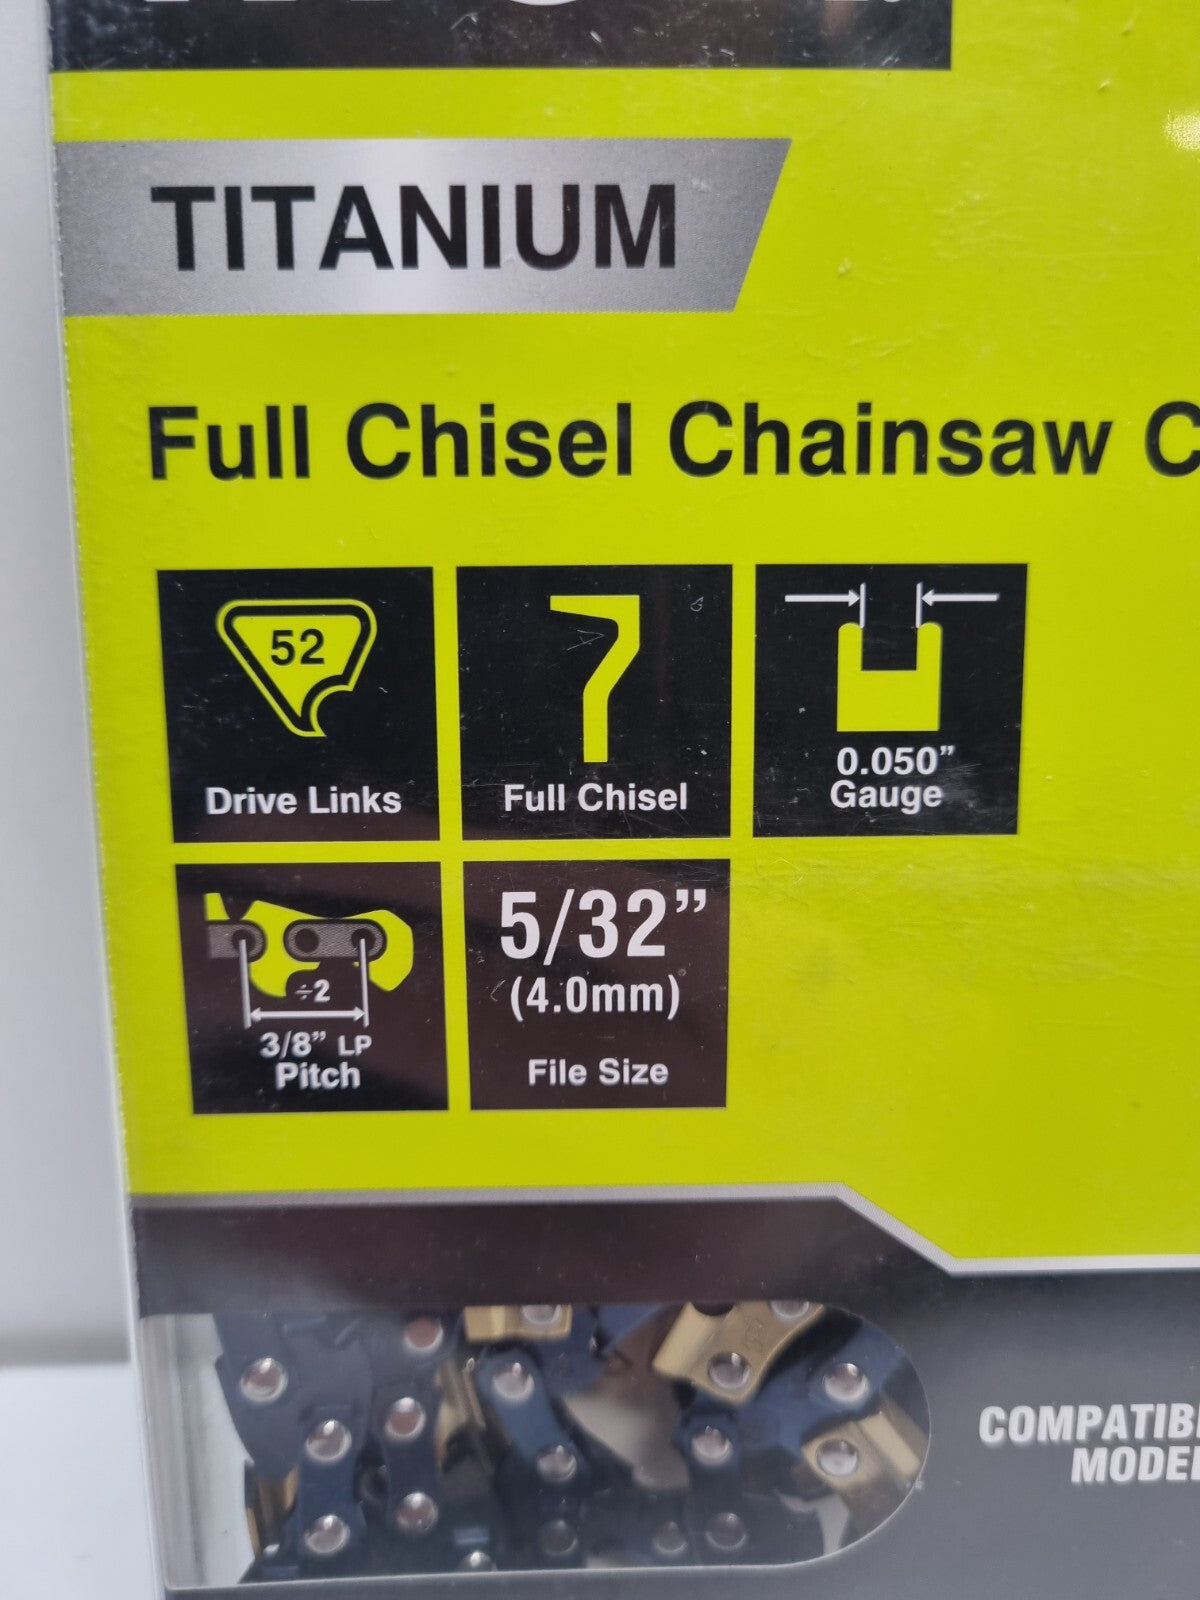 TITANIUM
Full Chisel Chainsaw C
52
Drive Links
Full Chisel
0.050”
Gauge
÷2
3/8” LP
Pitch
5/32”
(4.0mm)
File Size
COMPATIB
MODEL